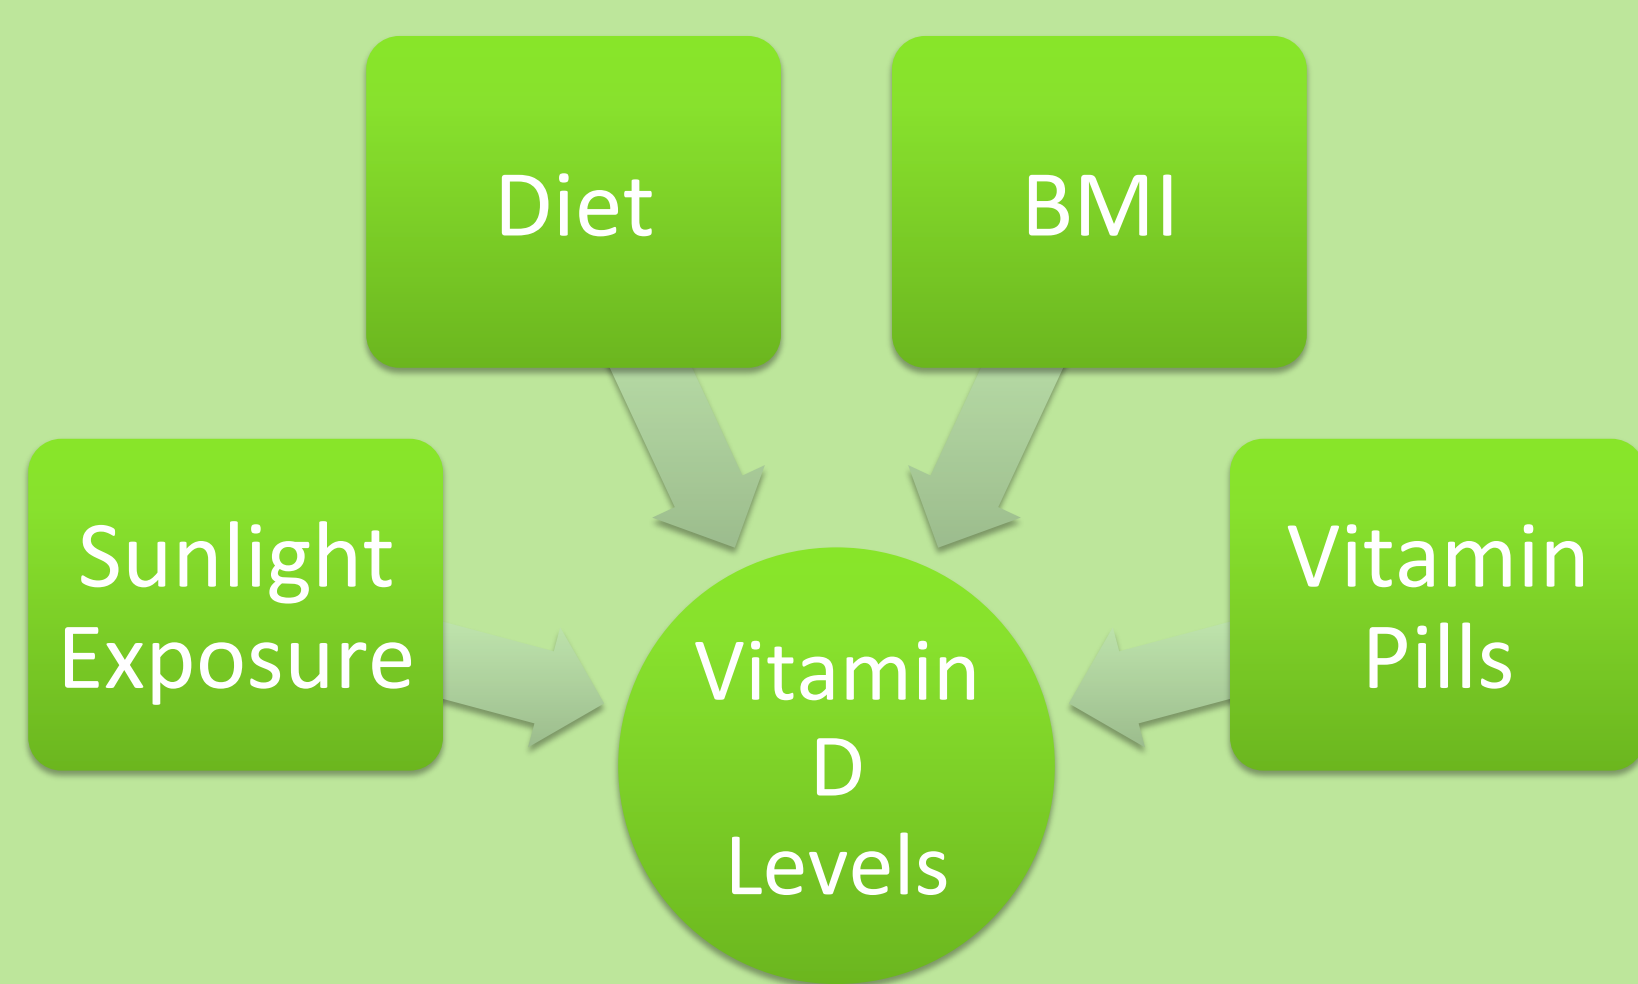 Diet
BMI
Sunlight
Exposure
Vitamin
D
Levels
Vitamin
Pills